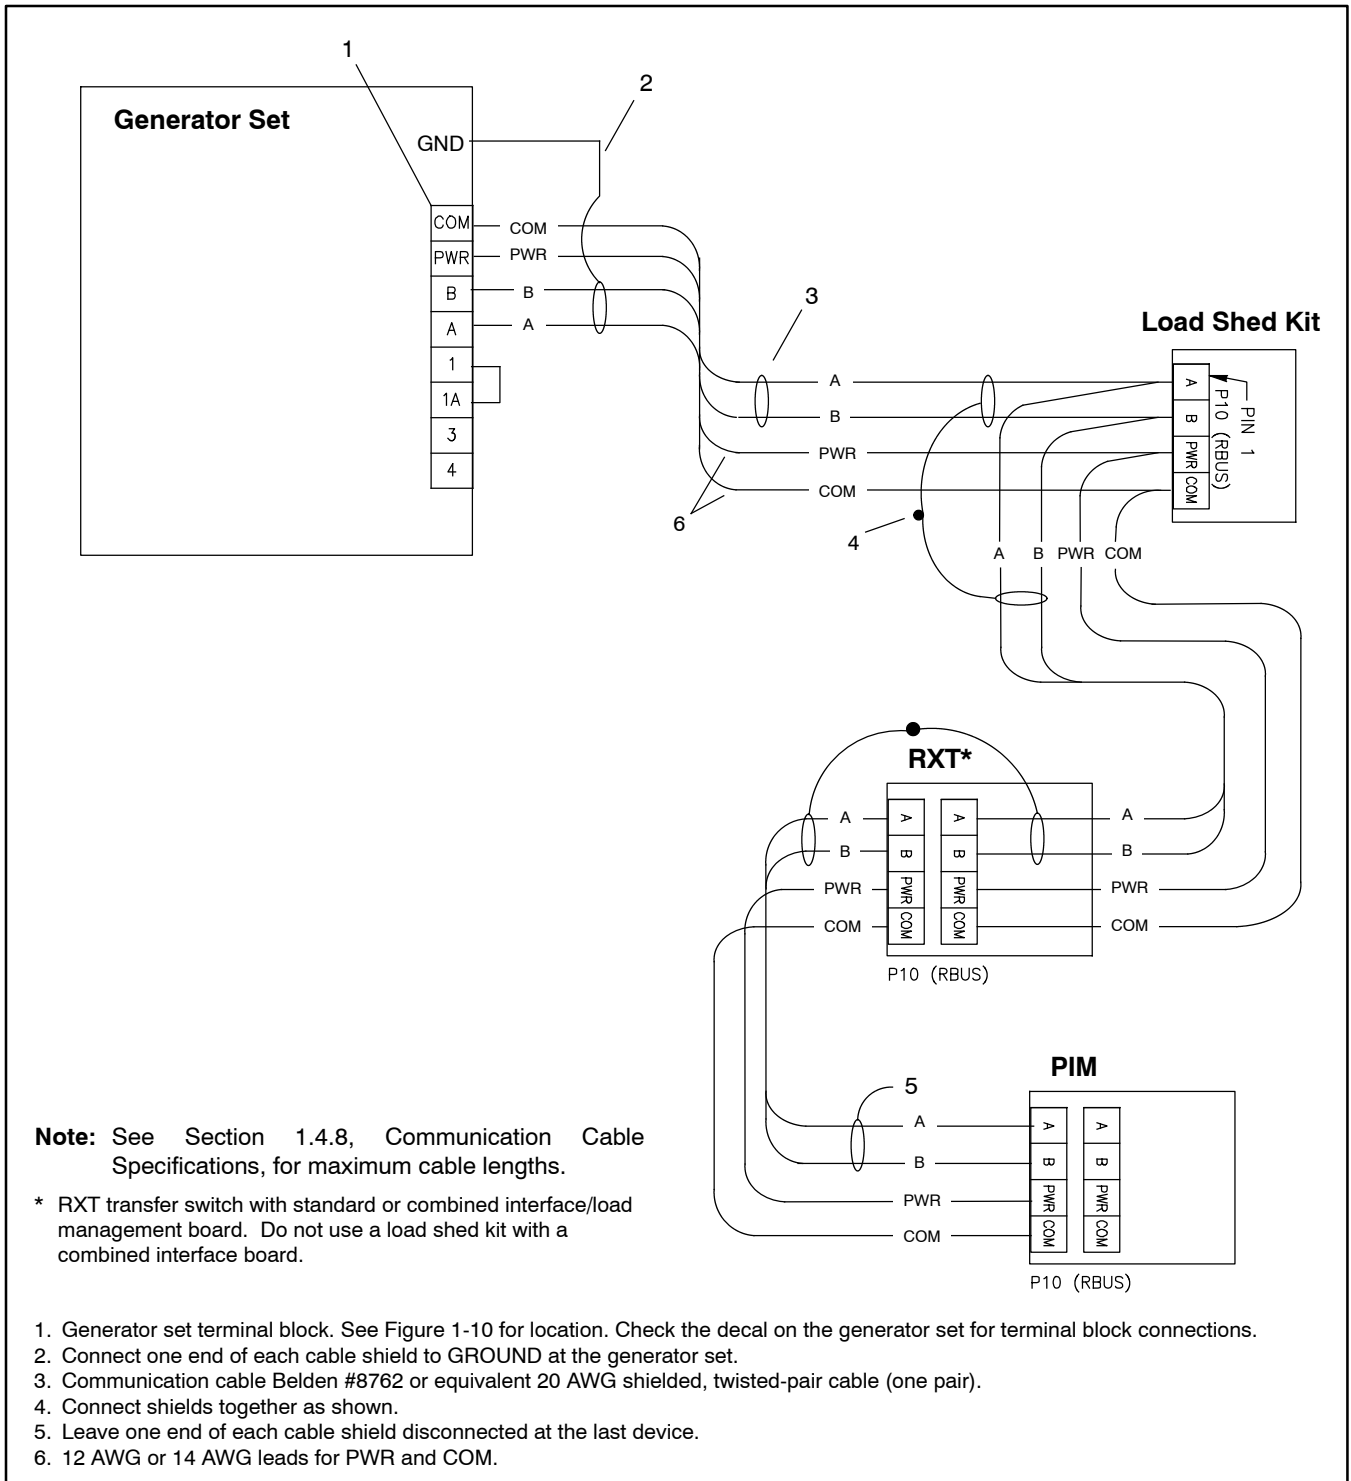 1
2
Generator Set
GND
COM
COM
PWR
PWR
B
B
A
A
1
1A
3
4
3
Load Shed Kit
A
B
PWR
COM
6
4
A
B
PWR
COM
P10 (RBUS)
PIN 1
A B PWR COM
RXT*
A
B
PWR
COM
A
B
PWR
COM
A
B
PWR
COM
A
B
PWR
COM
P10 (RBUS)
PIM
5
A
B
PWR
COM
A
B
PWR
COM
A
B
PWR
COM
P10 (RBUS)
Note: See Section 1.4.8, Communication Cable
Specifications, for maximum cable lengths.
* RXT transfer switch with standard or combined interface/load
management board. Do not use a load shed kit with a
combined interface board.
1. Generator set terminal block. See Figure 1-10 for location. Check the decal on the generator set for terminal block connections.
2. Connect one end of each cable shield to GROUND at the generator set.
3. Communication cable Belden #8762 or equivalent 20 AWG shielded, twisted-pair cable (one pair).
4. Connect shields together as shown.
5. Leave one end of each cable shield disconnected at the last device.
6. 12 AWG or 14 AWG leads for PWR and COM.